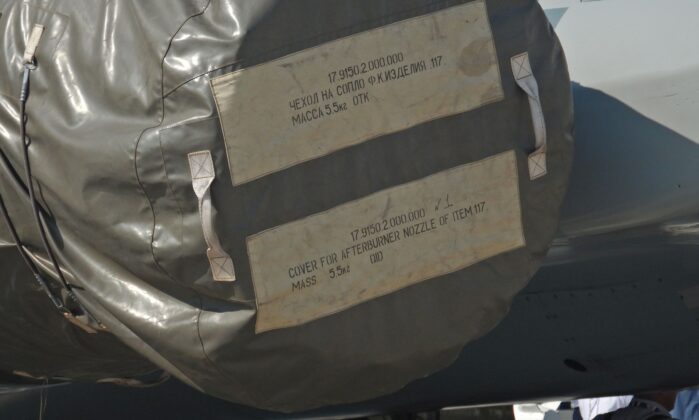 17.9150.2.000.000
ЧЕХОЛ НА СОПЛО Ф.К.ИЗДЕЛИЯ .117.
МАССА 5.5кг ОТК
17.9150.2.000.000
COVER FOR AFTERBURNER NOZZLE OF ITEM 117.
MASS 5.5кг